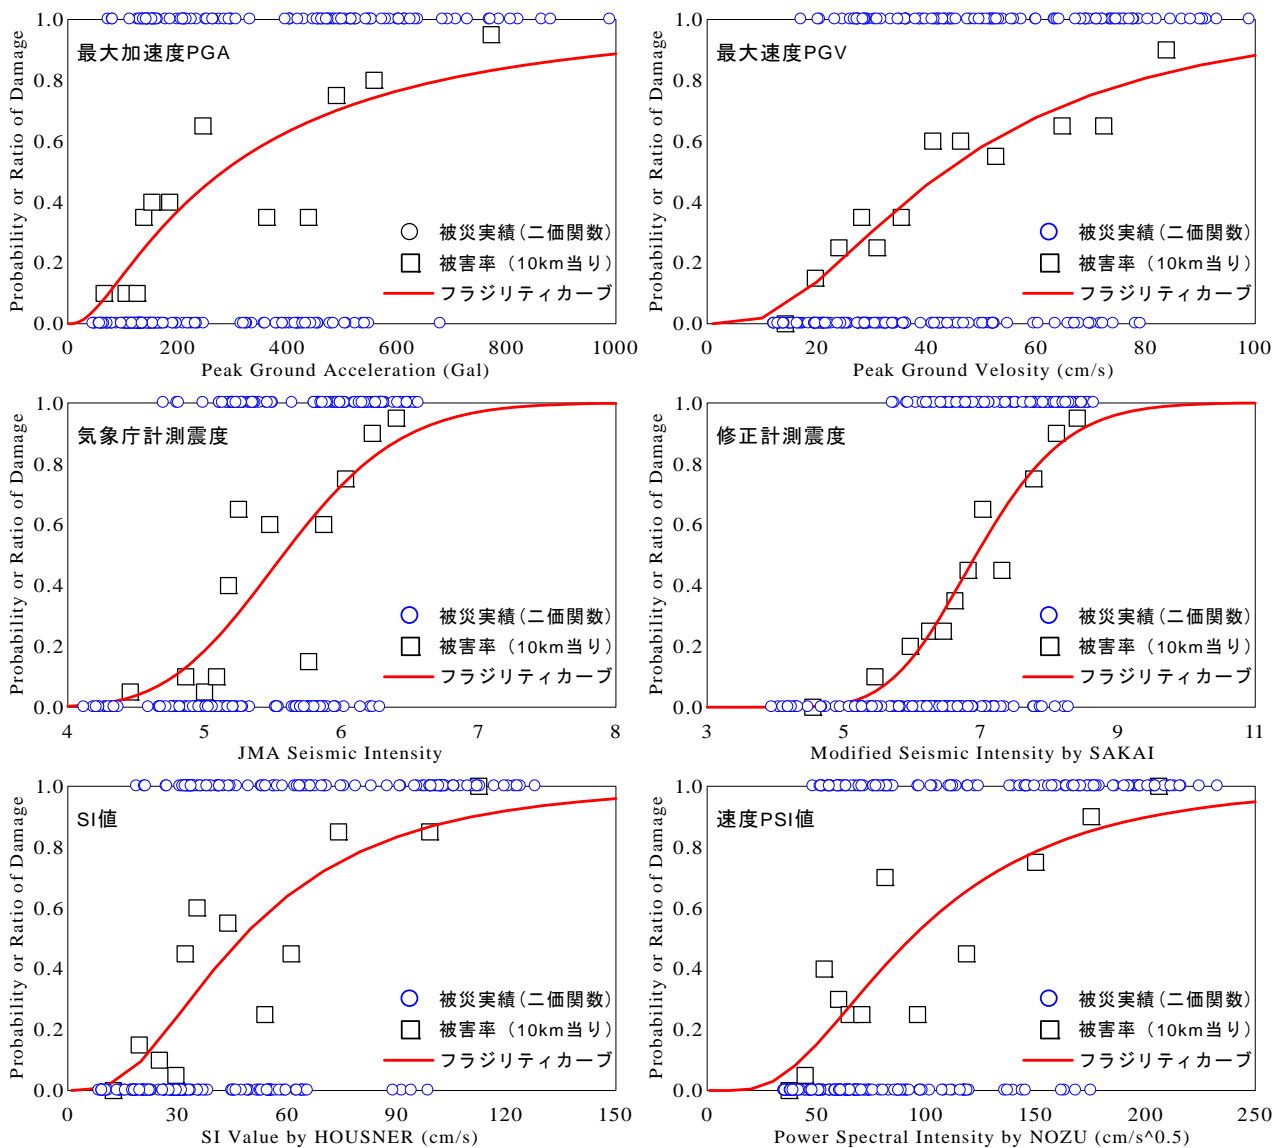 1.0
0.8
0.6
0.4
0.2
0.0
Probability or Ratio of Damage
最大加速度PGA
被災実績(二価関数)
被害率 (10km当り)
フラジリティカーブ
0 200 400 600 800 1000
Peak Ground Acceleration (Gal)
1.0
0.8
0.6
0.4
0.2
0.0
Probability or Ratio of Damage
最大速度PGV
被災実績(二価関数)
被害率 (10km当り)
フラジリティカーブ
0 20 40 60 80 100
Peak Ground Velosity (cm/s)
1.0
0.8
0.6
0.4
0.2
0.0
Probability or Ratio of Damage
気象庁計測震度
被災実績(二価関数)
被害率 (10km当り)
フラジリティカーブ
4 5 6 7 8
JMA Seismic Intensity
1.0
0.8
0.6
0.4
0.2
0.0
Probability or Ratio of Damage
修正計測震度
被災実績(二価関数)
被害率 (10km当り)
フラジリティカーブ
3 5 7 9 11
Modified Seismic Intensity by SAKAI
1.0
0.8
0.6
0.4
0.2
0.0
Probability or Ratio of Damage
SI値
被災実績(二価関数)
被害率 (10km当り)
フラジリティカーブ
0 30 60 90 120 150
SI Value by HOUSNER (cm/s)
1.0
0.8
0.6
0.4
0.2
0.0
Probability or Ratio of Damage
速度PSI値
被災実績(二価関数)
被害率 (10km当り)
フラジリティカーブ
0 50 100 150 200 250
Power Spectral Intensity by NOZU (cm/s^0.5)